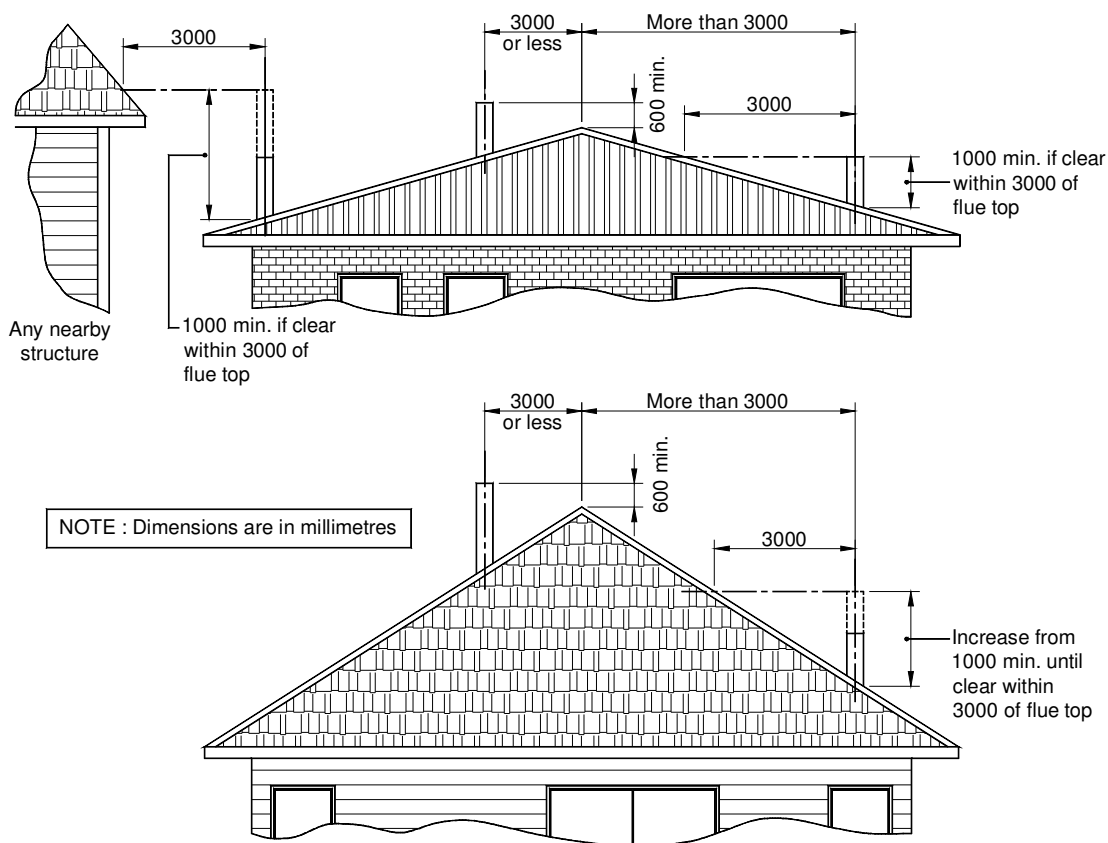 3000
3000
or less
More than 3000
600 min.
3000
1000 min. if clear
within 3000 of
flue top
Any nearby
structure
1000 min. if clear
within 3000 of
flue top
3000
or less
More than 3000
600 min.
3000
NOTE : Dimensions are in millimetres
Increase from
1000 min. until
clear within
3000 of flue top